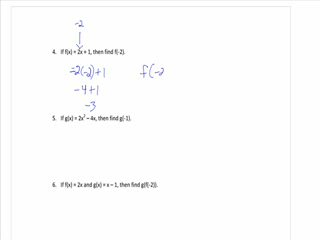 -2
4. If f(x) = 2x + 1, then find f(-2).
=2(-2)+1 f(-2
-4+1
-3
5. If g(x) = 2x² – 4x, then find g(-1).
6. If f(x) = 2x and g(x) = x – 1, then find g(f(-2)).